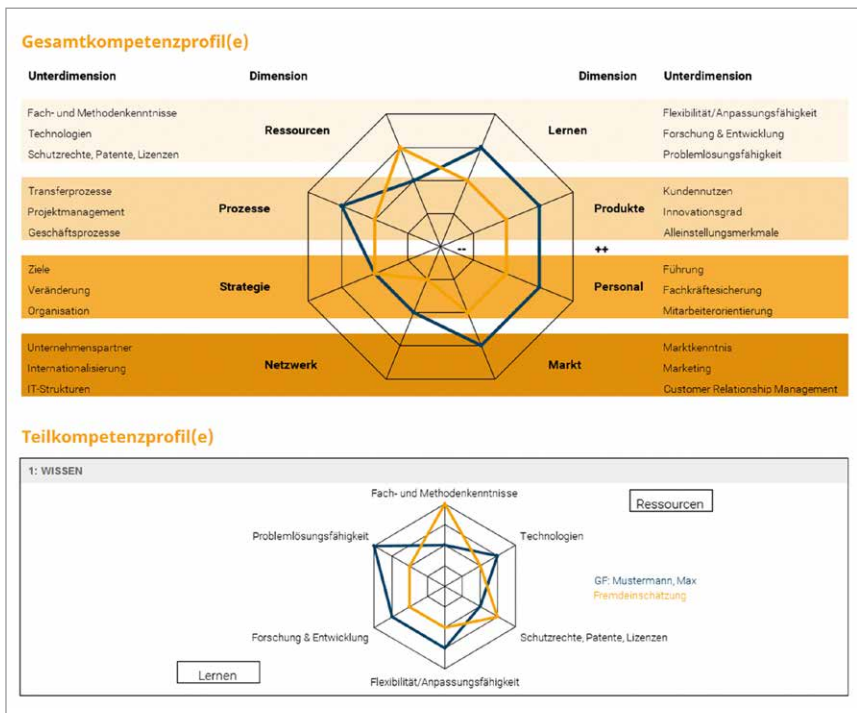 Gesamtkompetenzprofil(e)
Unterdimension Dimension Dimension Unterdimension
Fach- und Methodenkenntnisse
Technologien
Schutzrechte, Patente, Lizenzen
Ressourcen
Lernen
Flexibilität/Anpassungsfähigkeit
Forschung & Entwicklung
Problemlösungsfähigkeit
Transferprozesse
Projektmanagement
Geschäftsprozesse
Prozesse
Produkte
Kundennutzen
Innovationsgrad
Alleinstellungsmerkmale
-- ++
Ziele
Veränderung
Organisation
Strategie
Personal
Führung
Fachkräftesicherung
Mitarbeiterorientierung
Unternehmenspartner
Internationalisierung
IT-Strukturen
Netzwerk
Markt
Marktkenntnis
Marketing
Customer Relationship Management
Teilkompetenzprofil(e)
1: WISSEN
Fach- und Methodenkenntnisse
Ressourcen
Problemlösungsfähigkeit
Technologien
GF: Mustermann, Max
Fremdeinschätzung
Forschung & Entwicklung
Schutzrechte, Patente, Lizenzen
Lernen
Flexibilität/Anpassungsfähigkeit